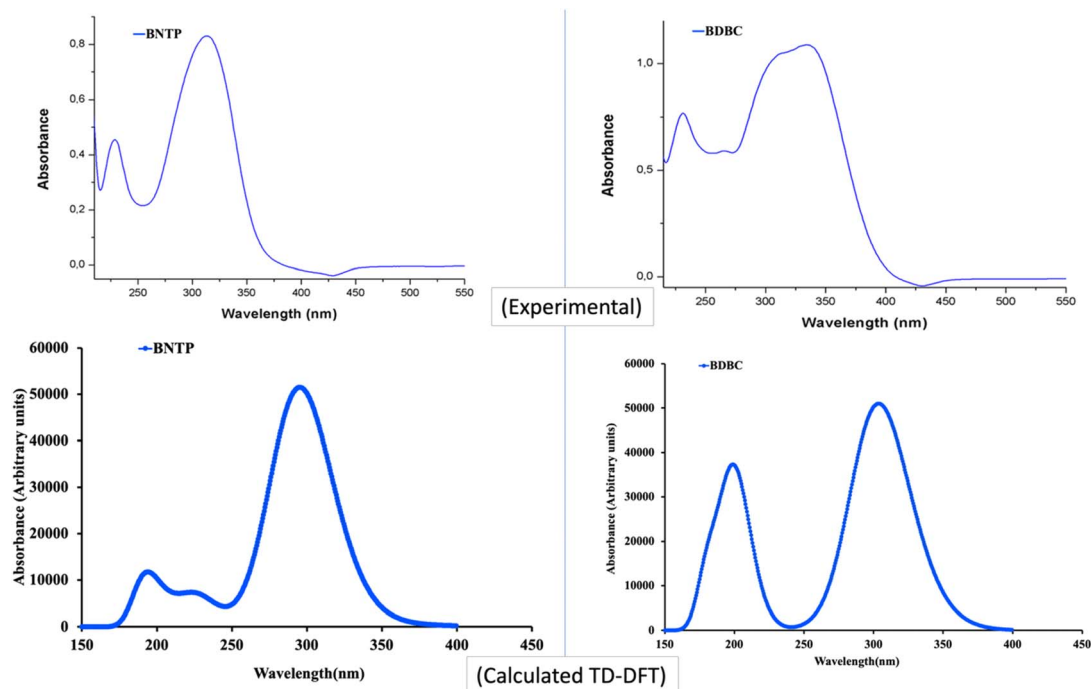 BNTP
0,8
0,6
0,4
0,2
0,0
Absorbance
250 300 350 400 450 500 550
Wavelength (nm)
BDBC
1,0
0,5
0,0
Absorbance
250 300 350 400 450 500 550
Wavelength (nm)
(Experimental)
BNTP
60000
50000
40000
30000
20000
10000
0
Absorbance (Arbitrary units)
150 200 250 300 350 400 450
Wavelength(nm)
BDBC
60000
50000
40000
30000
20000
10000
0
Absorbance (Arbitrary units)
150 200 250 300 350 400 450
Wavelength(nm)
(Calculated TD-DFT)